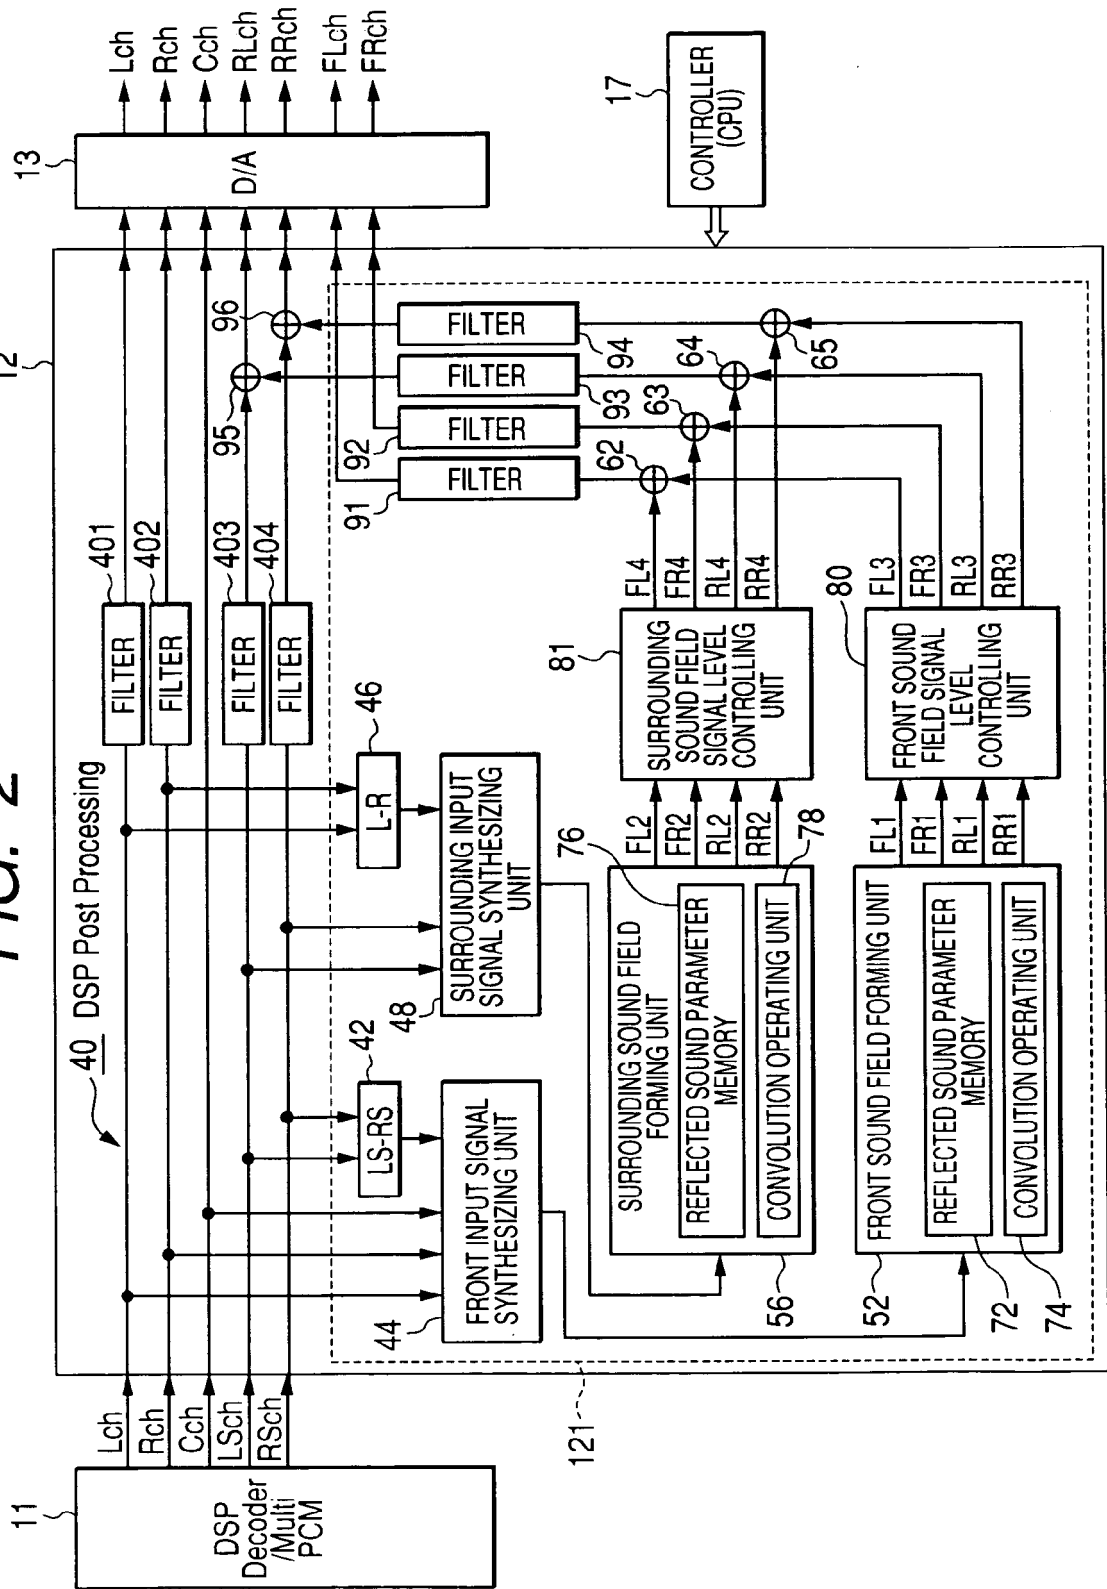 FIG. 2
12
40 DSP Post Processing
11
DSP
Decoder
/Multi
PCM
Lch
Rch
Cch
LSch
RSch
FILTER
401
FILTER
402
FILTER
403
FILTER
404
95
96
13
D/A
Lch
Rch
Cch
RLch
RRch
FLch
FRch
17
CONTROLLER
(CPU)
121
42
LS-RS
44
FRONT INPUT SIGNAL
SYNTHESIZING UNIT
46
L-R
48
SURROUNDING INPUT
SIGNAL SYNTHESIZING
UNIT
91
FILTER
92
FILTER
93
FILTER
94
FILTER
62
63
64
65
56
SURROUNDING SOUND FIELD
FORMING UNIT
76
REFLECTED SOUND PARAMETER
MEMORY
78
CONVOLUTION OPERATING UNIT
FL2
FR2
RL2
RR2
81
SURROUNDING
SOUND FIELD
SIGNAL LEVEL
CONTROLLING
UNIT
FL4
FR4
RL4
RR4
52
FRONT SOUND FIELD FORMING UNIT
72
REFLECTED SOUND PARAMETER
MEMORY
74
CONVOLUTION OPERATING UNIT
FL1
FR1
RL1
RR1
80
FRONT SOUND
FIELD SIGNAL
LEVEL
CONTROLLING
UNIT
FL3
FR3
RL3
RR3